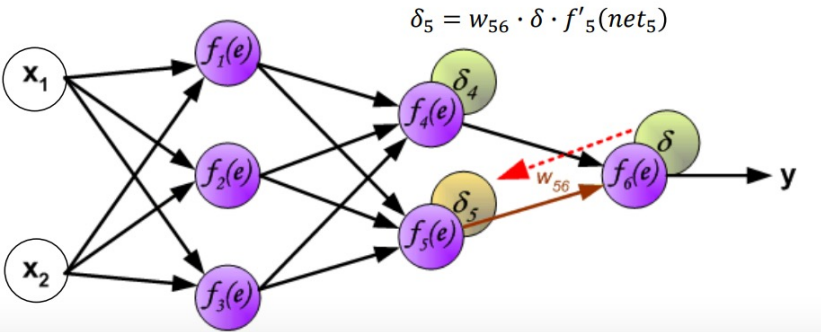 δ₅ = w₅₆ · δ · f′₅(net₅)
x₁
f₁(e)
δ₄
f₄(e)
δ
f₂(e)
w₅₆
f₆(e)
y
δ₅
f₅(e)
x₂
f₃(e)